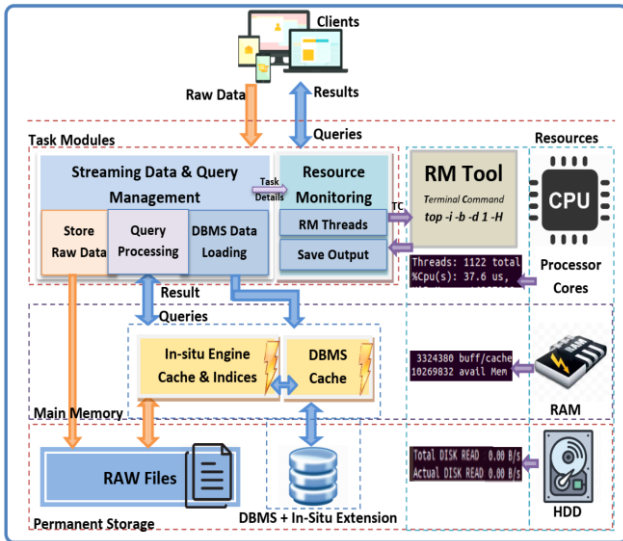 Clients
Raw Data
Results
Queries
Task Modules
Resources
Streaming Data & Query
Management
Task
Details
Resource
Monitoring
Store
Raw Data
Query
Processing
DBMS Data
Loading
RM Threads
Save Output
TC
RM Tool
Terminal Command
top -i -b -d 1 -H
CPU
Processor
Cores
Threads: 1122 total
%Cpu(s): 37.6 us,
Result
Queries
In-situ Engine
Cache & Indices
DBMS
Cache
3324380 buff/cache
10269832 avail Mem
RAM
Main Memory
RAW Files
Total DISK READ 0.00 B/s
Actual DISK READ 0.00 B/s
HDD
DBMS + In-Situ Extension
Permanent Storage